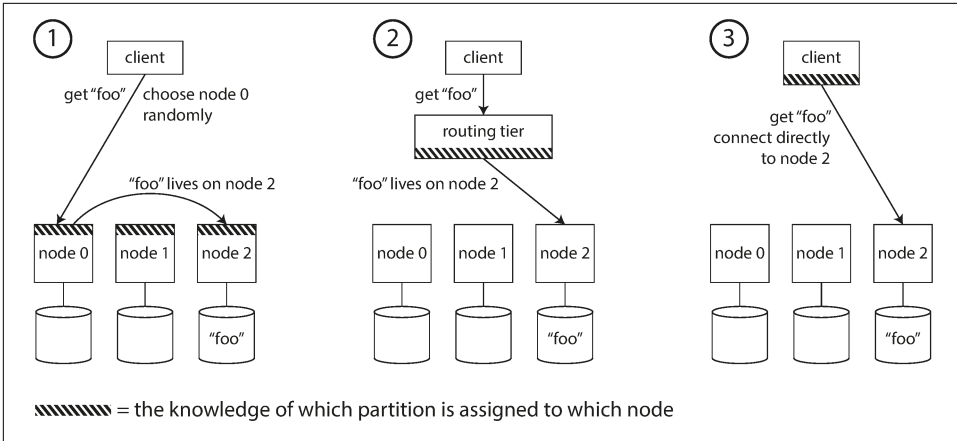 1
client
get “foo”
choose node 0
randomly
“foo” lives on node 2
node 0
node 1
node 2
“foo”
2
client
get “foo”
routing tier
“foo” lives on node 2
node 0
node 1
node 2
“foo”
3
client
get “foo”
connect directly
to node 2
node 0
node 1
node 2
“foo”
= the knowledge of which partition is assigned to which node